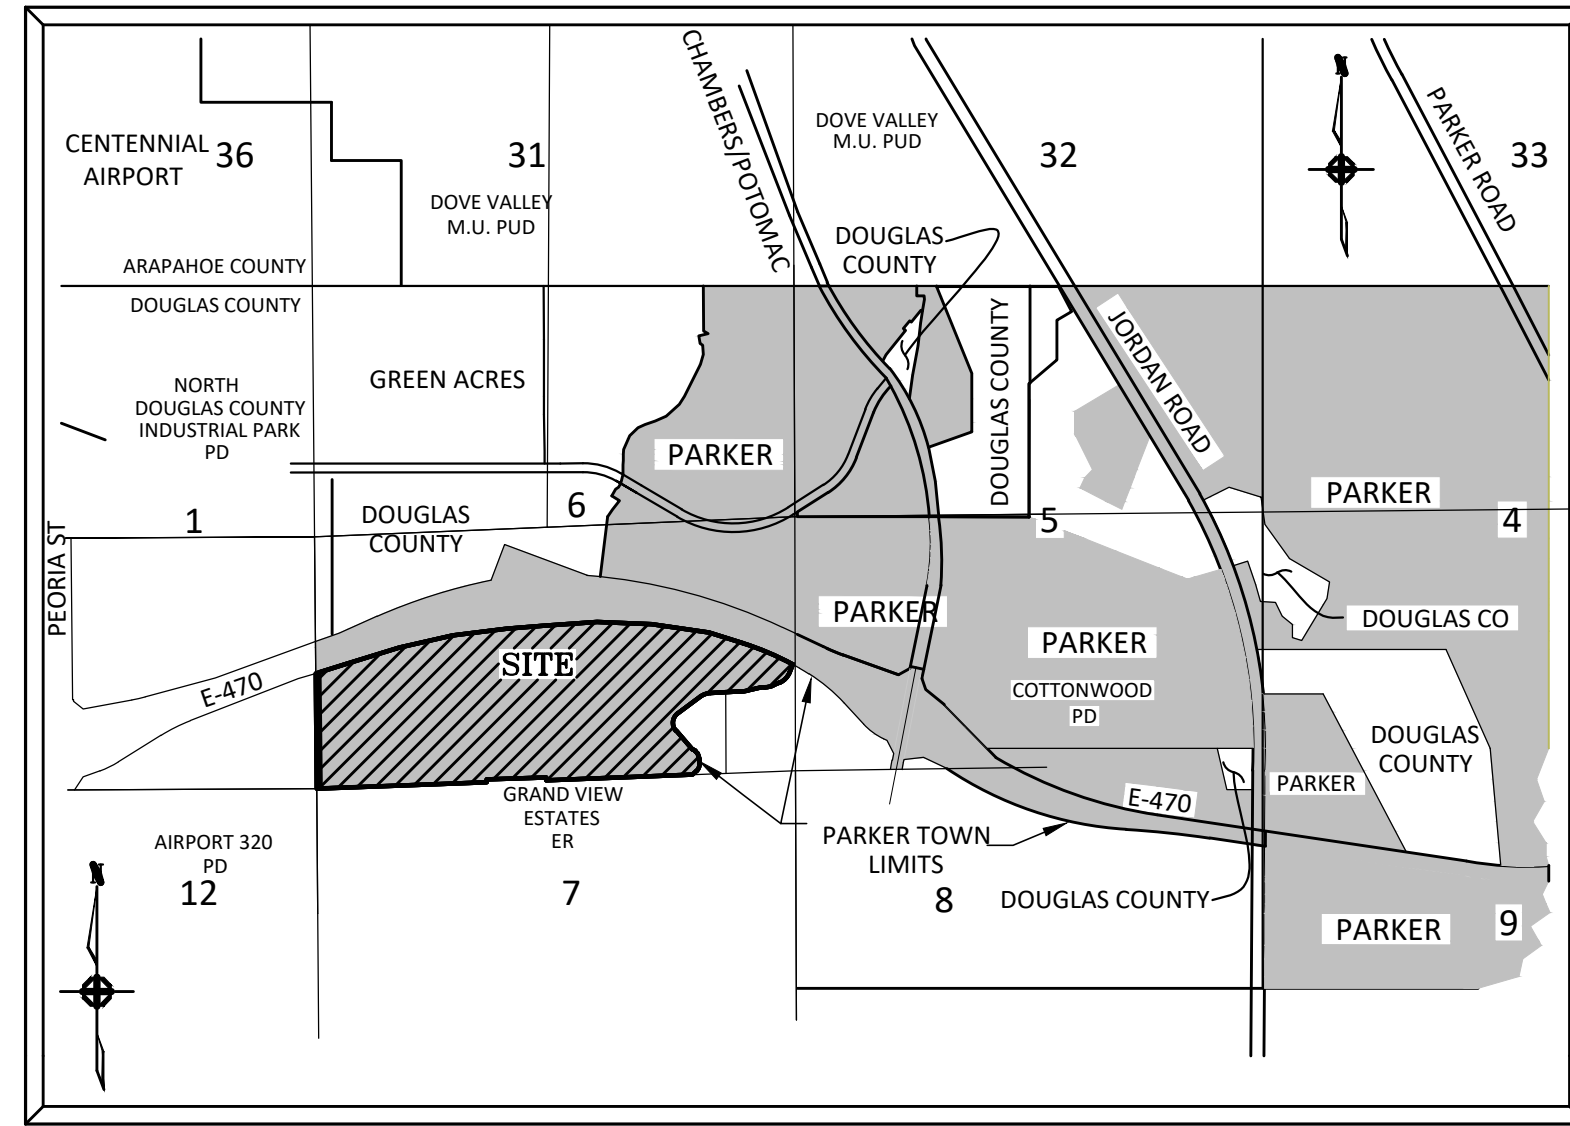 N
CENTENNIAL
AIRPORT
36
31
DOVE VALLEY
M.U. PUD
CHAMBERS/POTOMAC
DOVE VALLEY
M.U. PUD
32
PARKER ROAD
33
DOUGLAS
COUNTY
ARAPAHOE COUNTY
DOUGLAS COUNTY
NORTH
DOUGLAS COUNTY
INDUSTRIAL PARK
PD
GREEN ACRES
PARKER
DOUGLAS COUNTY
JORDAN ROAD
PARKER
1
DOUGLAS
COUNTY
6
5
4
PEORIA ST
PARKER
PARKER
DOUGLAS CO
SITE
E-470
COTTONWOOD
PD
DOUGLAS
COUNTY
PARKER
E-470
GRAND VIEW
ESTATES
ER
PARKER TOWN
LIMITS
AIRPORT 320
PD
12
7
8
DOUGLAS COUNTY
PARKER
9
N